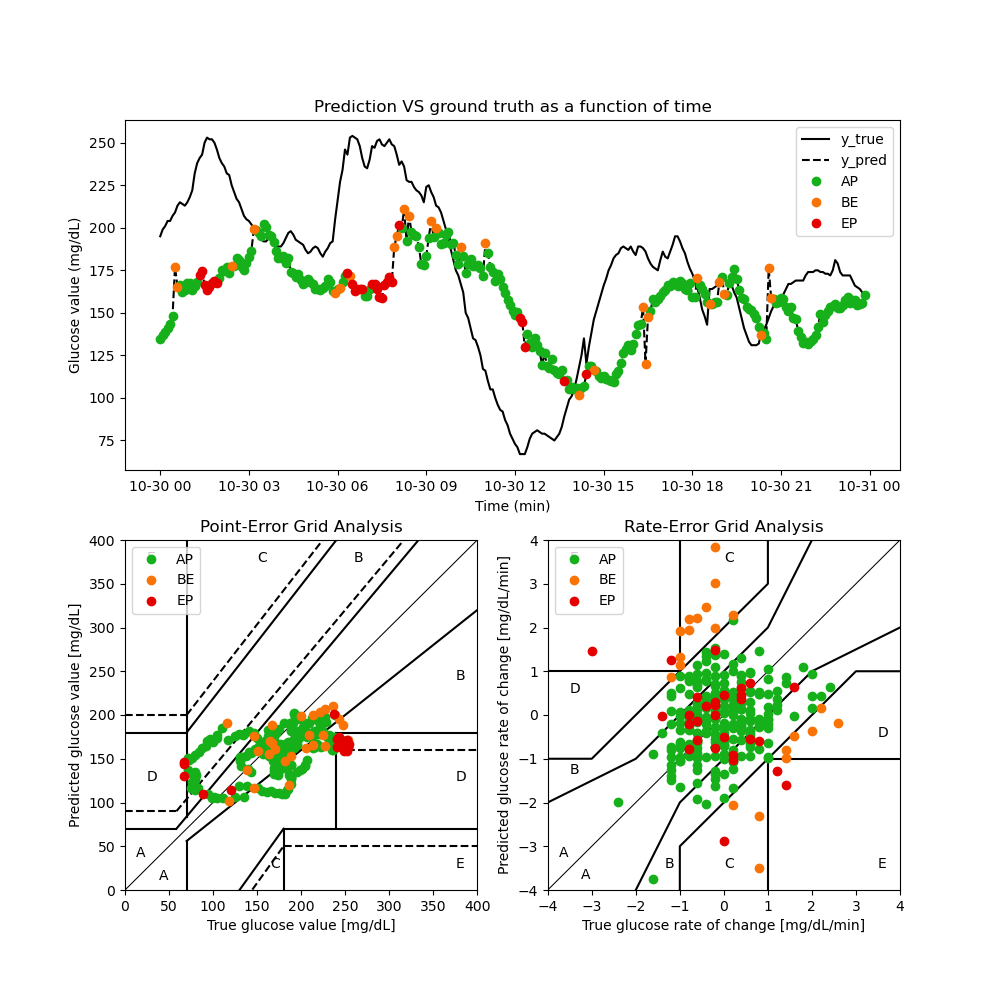 Prediction VS ground truth as a function of time
Glucose value (mg/dL)
250
225
200
175
150
125
100
75
y_true
y_pred
AP
BE
EP
10-30 00 10-30 03 10-30 06 10-30 09 10-30 12 10-30 15 10-30 18 10-30 21 10-31 00
Time (min)
Point-Error Grid Analysis
Predicted glucose value [mg/dL]
400
350
300
250
200
150
100
50
0
AP
BE
EP
C
B
B
D
D
A
A
C
E
0 50 100 150 200 250 300 350 400
True glucose value [mg/dL]
Rate-Error Grid Analysis
Predicted glucose rate of change [mg/dL/min]
4
3
2
1
0
−1
−2
−3
−4
AP
BE
EP
C
D
D
B
A
A
B
C
E
−4 −3 −2 −1 0 1 2 3 4
True glucose rate of change [mg/dL/min]